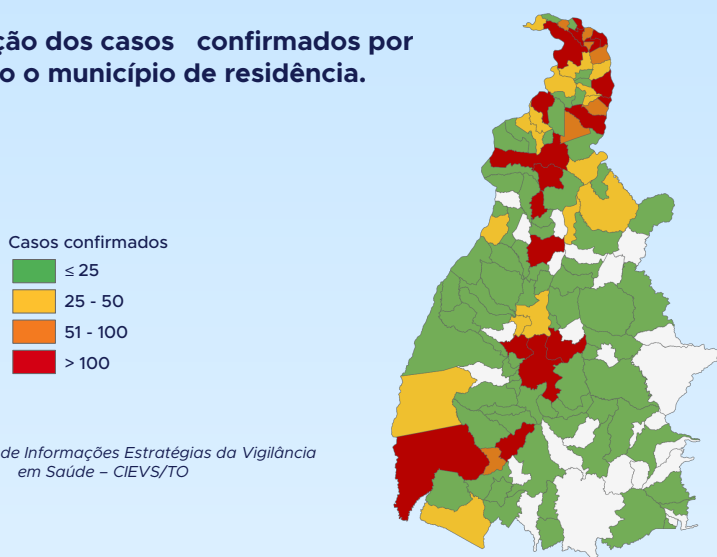 dos casos confirmados por
o município de residência.
Casos confirmados
≤ 25
25 - 50
51 - 100
> 100
de Informações Estratégias da Vigilância
em Saúde – CIEVS/TO